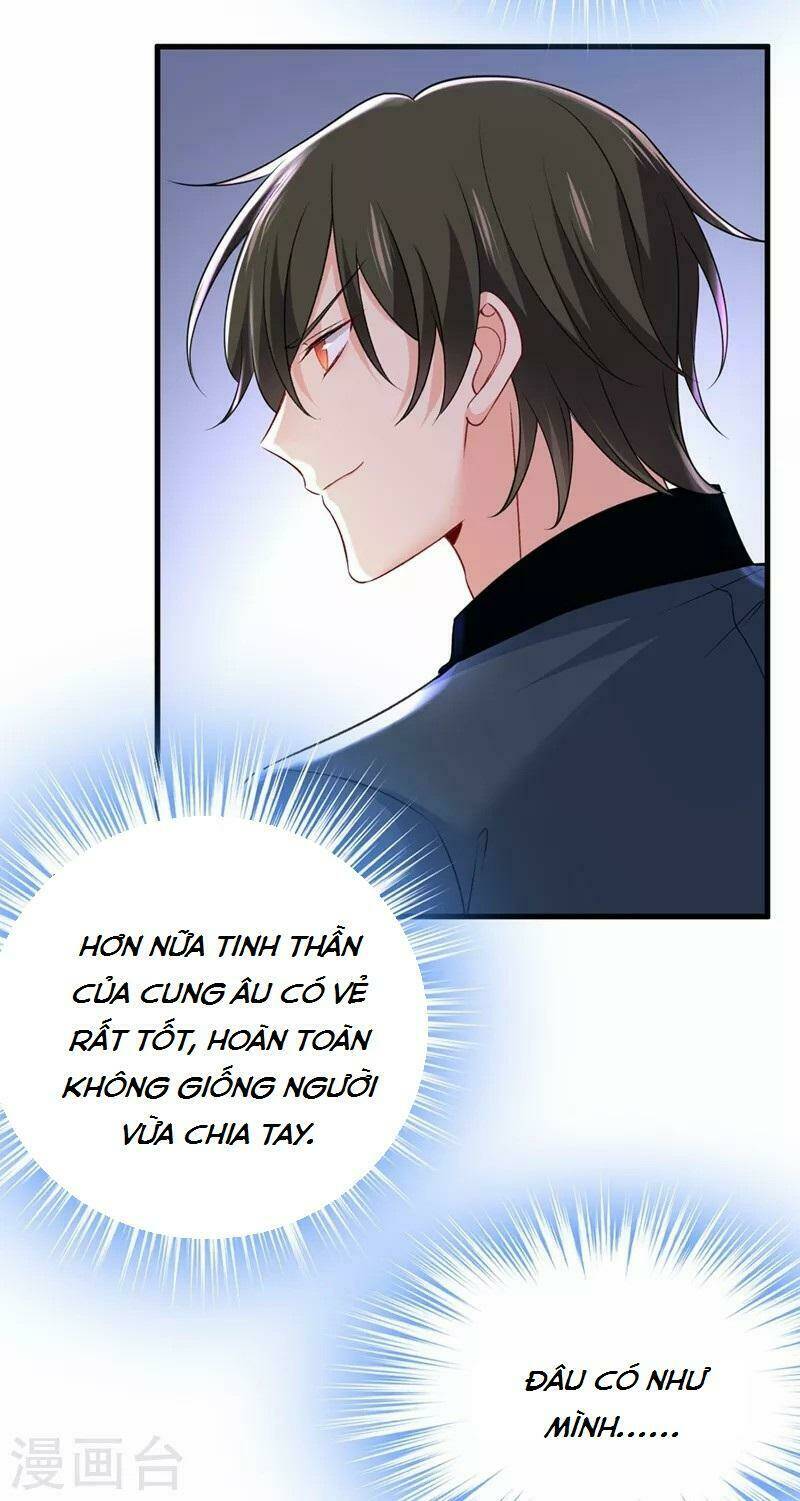 HƠN NỮA TINH THẦN
CỦA CUNG ÂU CÓ VẺ
RẤT TỐT, HOÀN TOÀN
KHÔNG GIỐNG NGƯỜI
VỪA CHIA TAY.
ĐÂU CÓ NHƯ
MÌNH......
漫画台